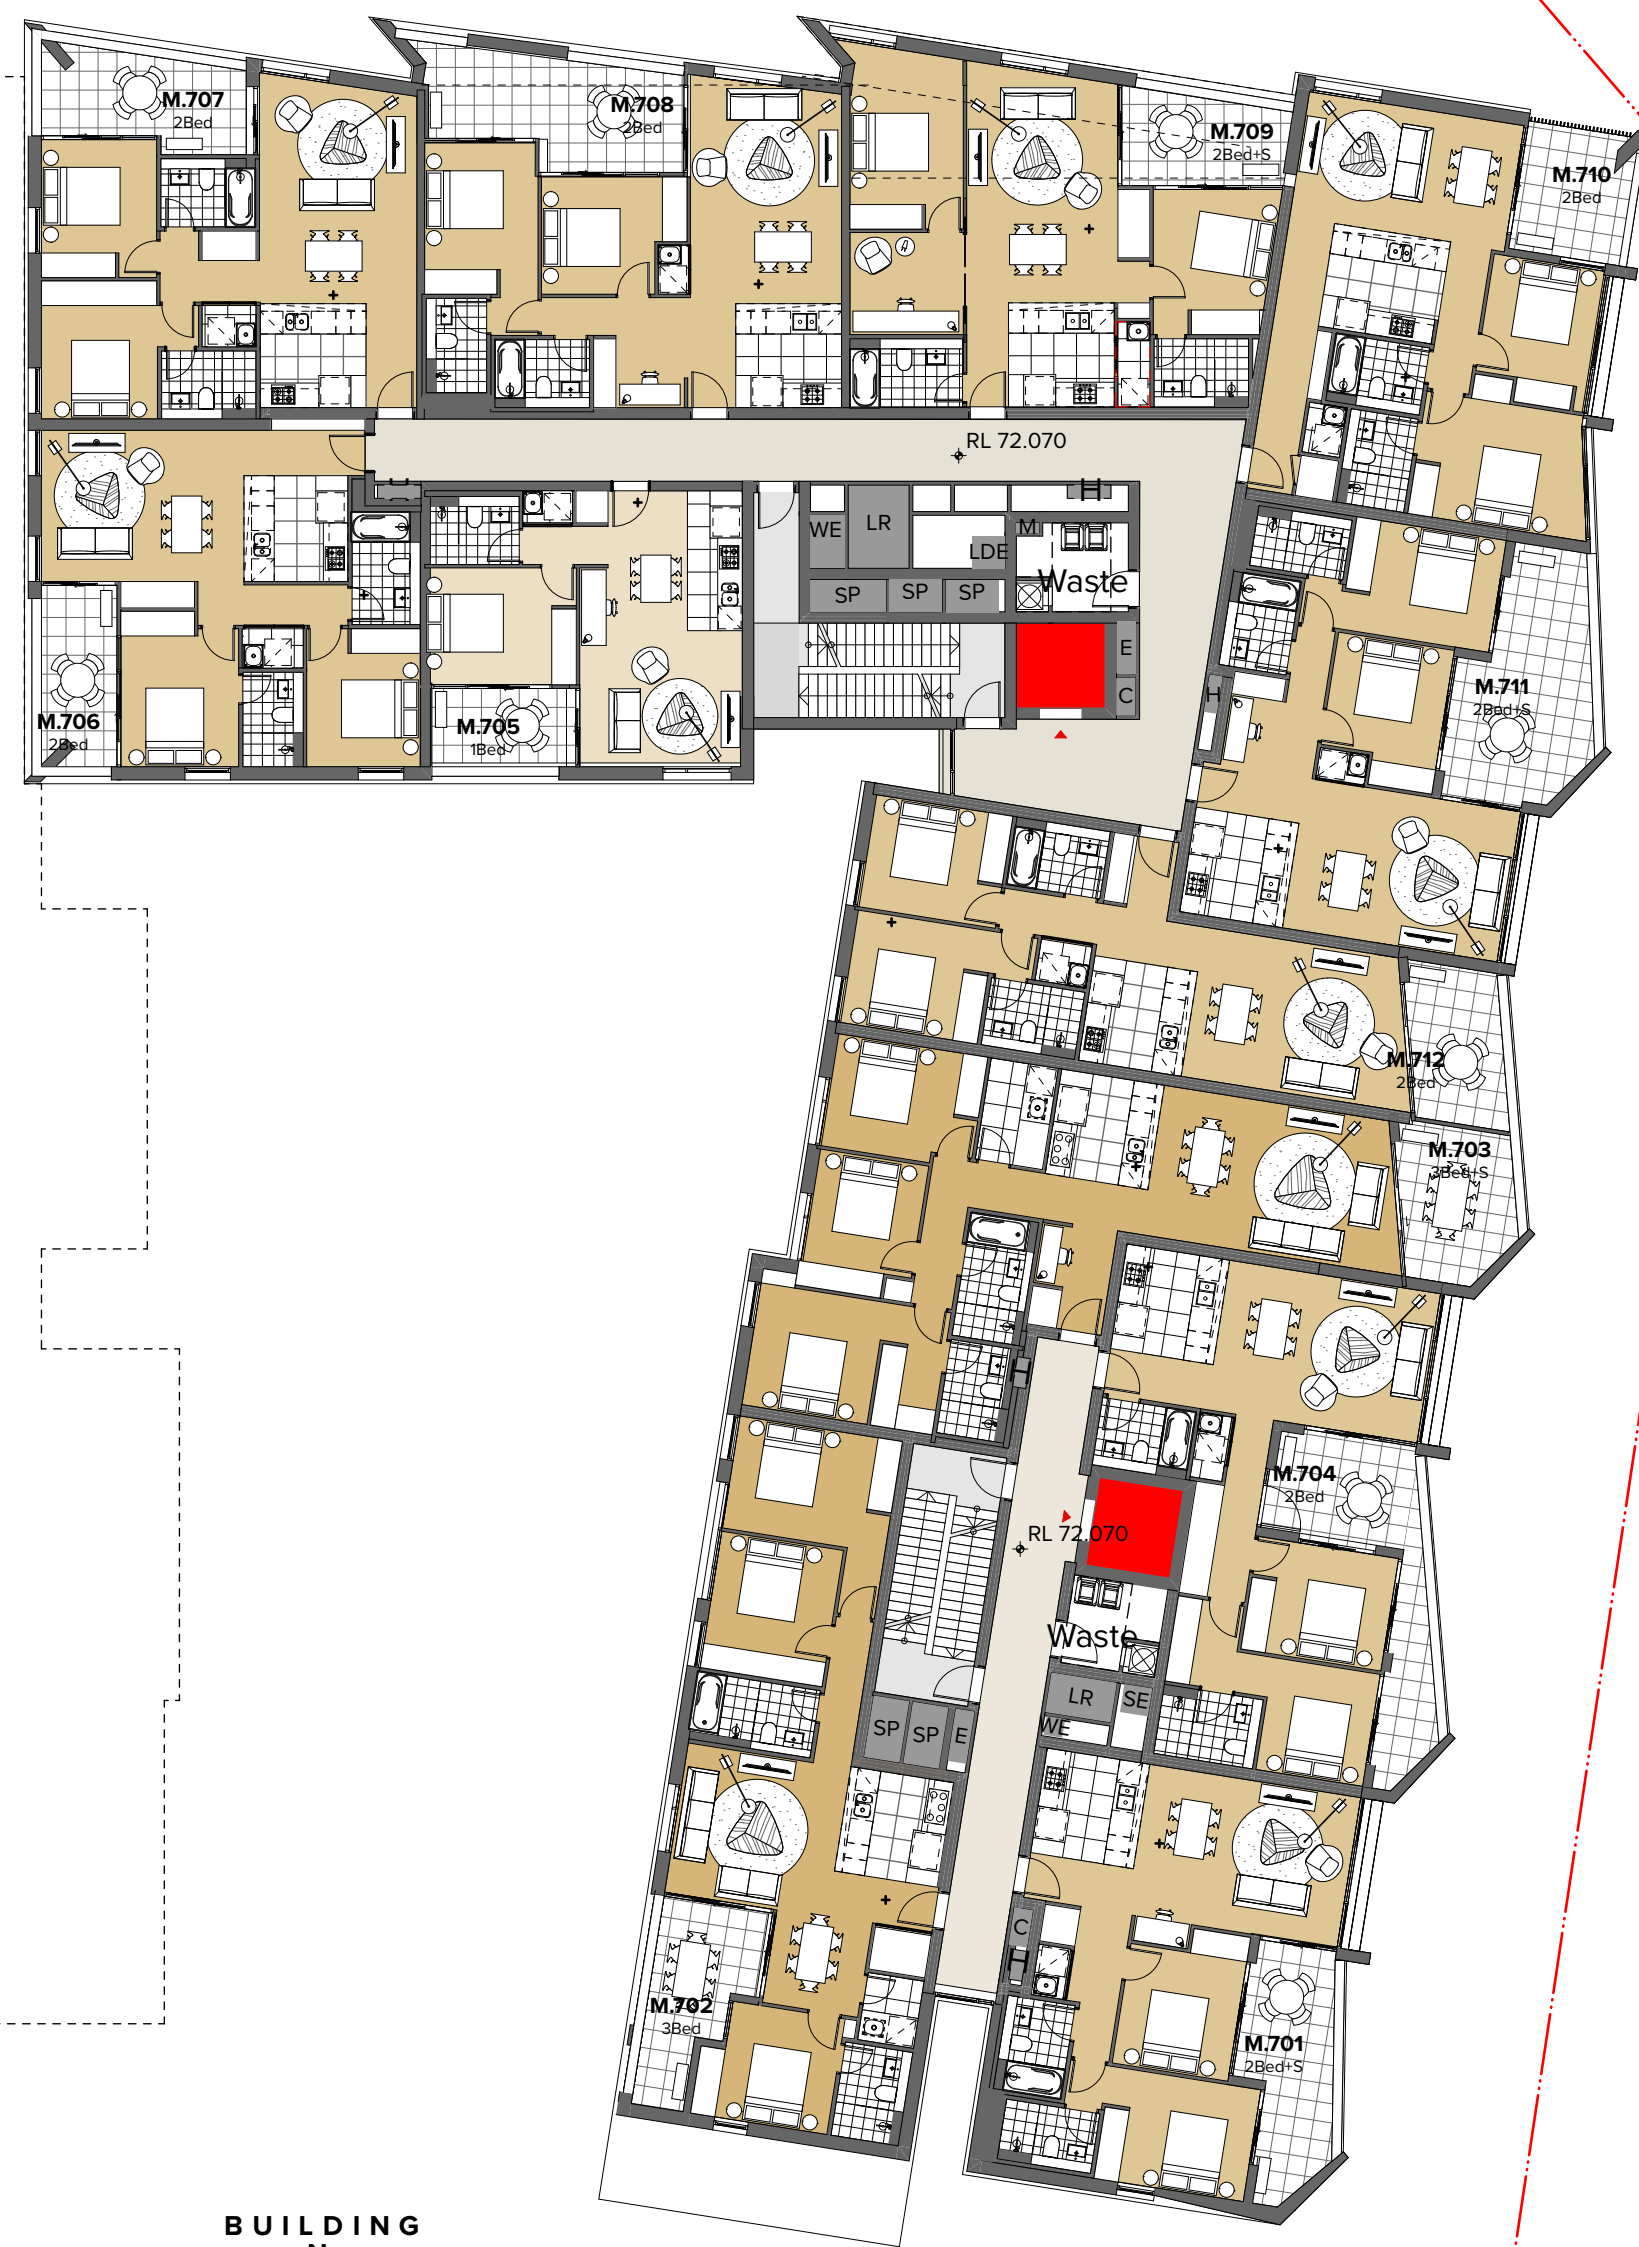 M.707
2Bed
M.708
2Bed
M.709
2Bed+S
M.710
2Bed
RL 72.070
H
H
WE
LR
M
LDE
Waste
SP
SP
SP
E
C
H
M.711
2Bed+S
M.706
2Bed
M.705
1Bed
M.712
2Bed
M.703
3Bed+S
H
M.704
2Bed
RL 72.070
Waste
LR
SE
WE
SP
SP
E
C
H
M.702
3Bed
M.701
2Bed+S
BUILDING